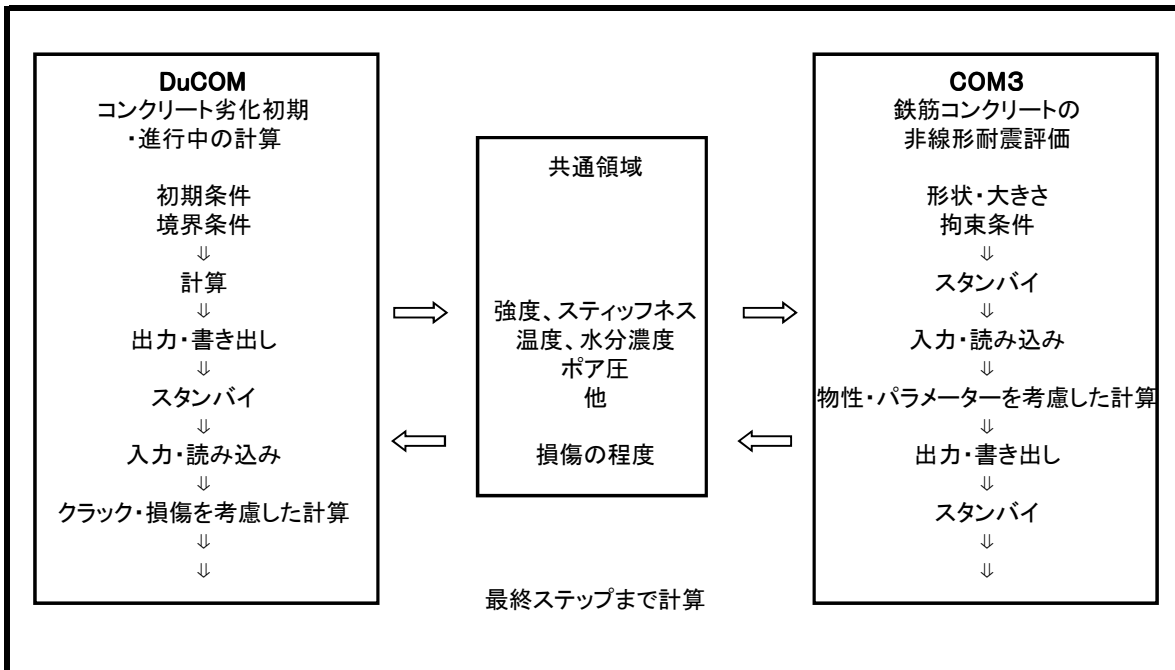 DuCOM
コンクリート劣化初期
・進行中の計算
初期条件
境界条件
⇓
計算
⇓
出力・書き出し
⇓
スタンバイ
⇓
入力・読み込み
⇓
クラック・損傷を考慮した計算
⇓
⇓
共通領域
強度、スティッフネス
温度、水分濃度
ポア圧
他
損傷の程度
COM3
鉄筋コンクリートの
非線形耐震評価
形状・大きさ
拘束条件
⇓
スタンバイ
⇓
入力・読み込み
⇓
物性・パラメーターを考慮した計算
⇓
出力・書き出し
⇓
スタンバイ
⇓
⇓
最終ステップまで計算